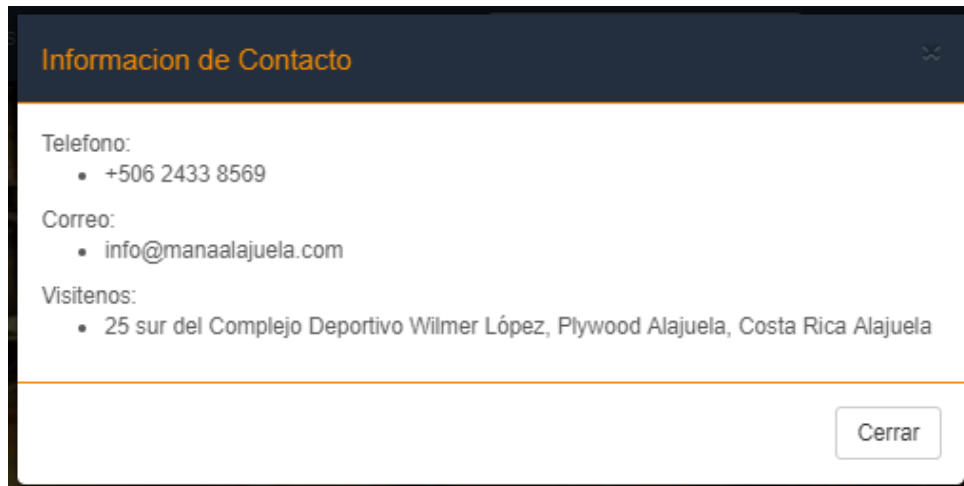 Informacion de Contacto
Telefono:
+506 2433 8569
Correo:
info@manaalajuela.com
Visitenos:
25 sur del Complejo Deportivo Wilmer López, Plywood Alajuela, Costa Rica Alajuela
Cerrar